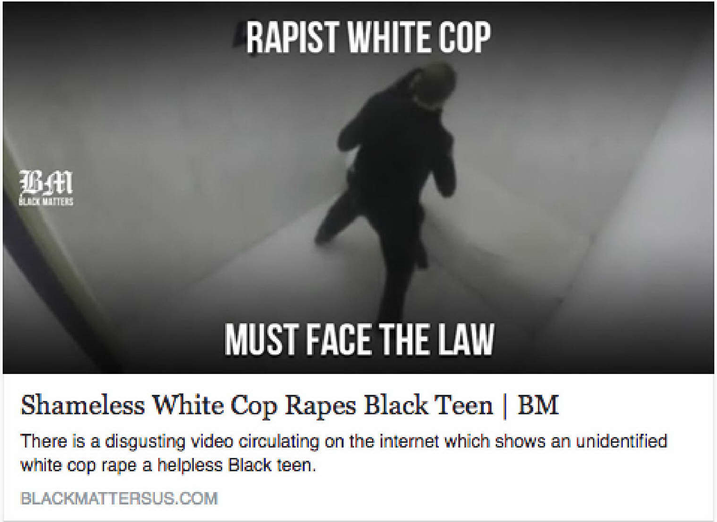 RAPIST WHITE COP
BM
BLACK MATTERS
MUST FACE THE LAW
Shameless White Cop Rapes Black Teen | BM
There is a disgusting video circulating on the internet which shows an unidentified
white cop rape a helpless Black teen.
BLACKMATTERSUS.COM